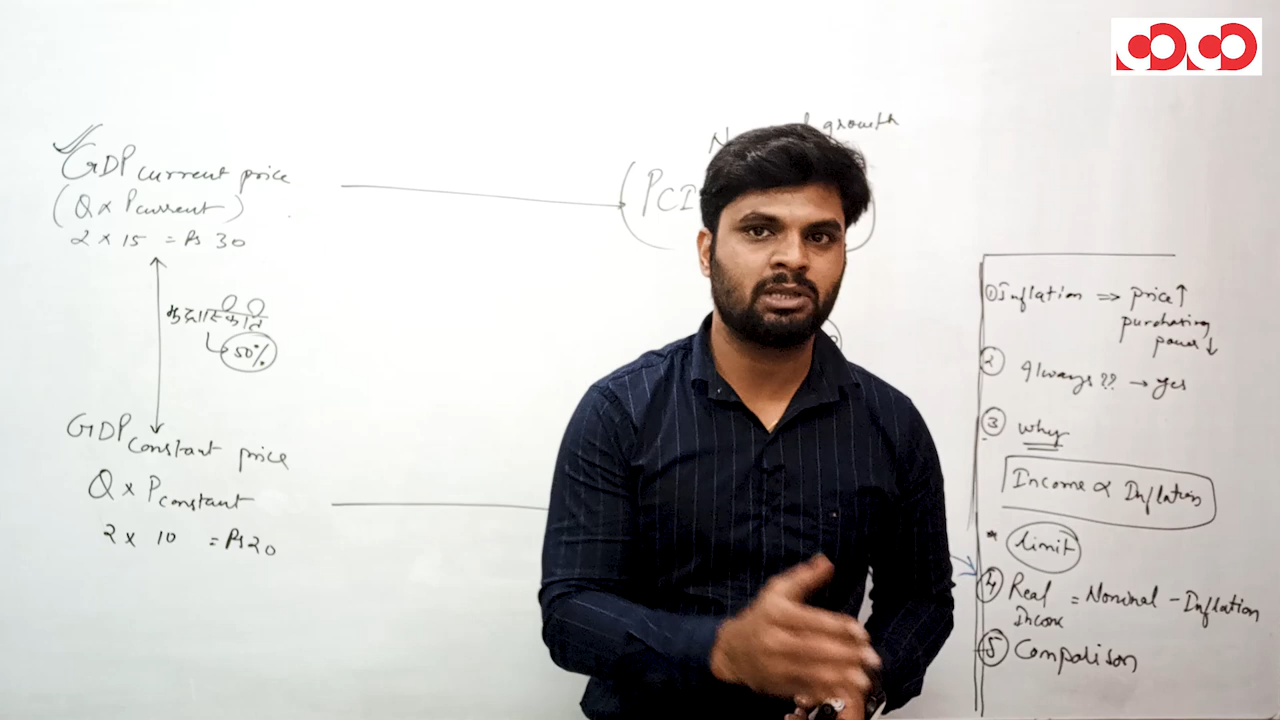 GDP current price
(Q x Pcurrent)
2 x 15 = Rs 30
50%
GDP constant price
Q x Pconstant
2 x 10 = Rs 20
growth
(PCI
① Inflation ⇒ price↑
purchasing
power ↓
② Always ?? → yes
③ why
Income ∝ Inflation
* limit
④ Real = Nominal - Inflation
Income
⑤ Comparison